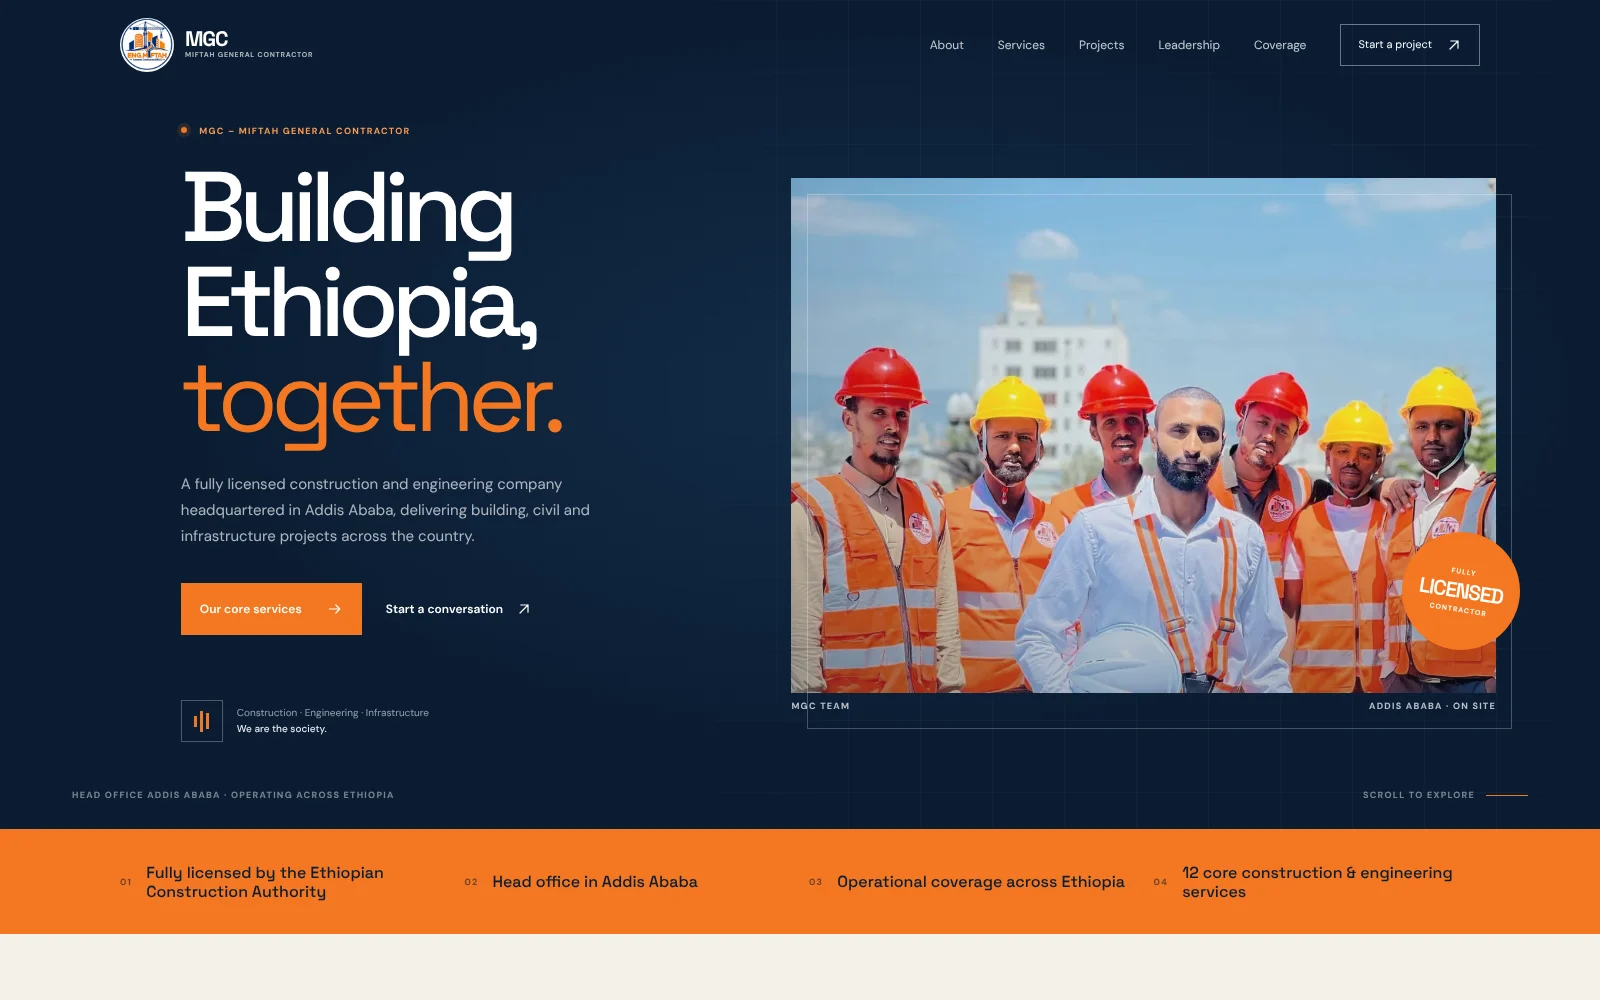 ENG.MIFTAH
MGC
MIFTAH GENERAL CONTRACTOR
About
Services
Projects
Leadership
Coverage
Start a project
MGC – MIFTAH GENERAL CONTRACTOR
Building
Ethiopia,
together.
A fully licensed construction and engineering company
headquartered in Addis Ababa, delivering building, civil and
infrastructure projects across the country.
Our core services
Start a conversation
Construction · Engineering · Infrastructure
We are the society.
FULLY
LICENSED
CONTRACTOR
MGC TEAM
ADDIS ABABA · ON SITE
HEAD OFFICE ADDIS ABABA · OPERATING ACROSS ETHIOPIA
SCROLL TO EXPLORE
01
Fully licensed by the Ethiopian
Construction Authority
02
Head office in Addis Ababa
03
Operational coverage across Ethiopia
04
12 core construction & engineering
services